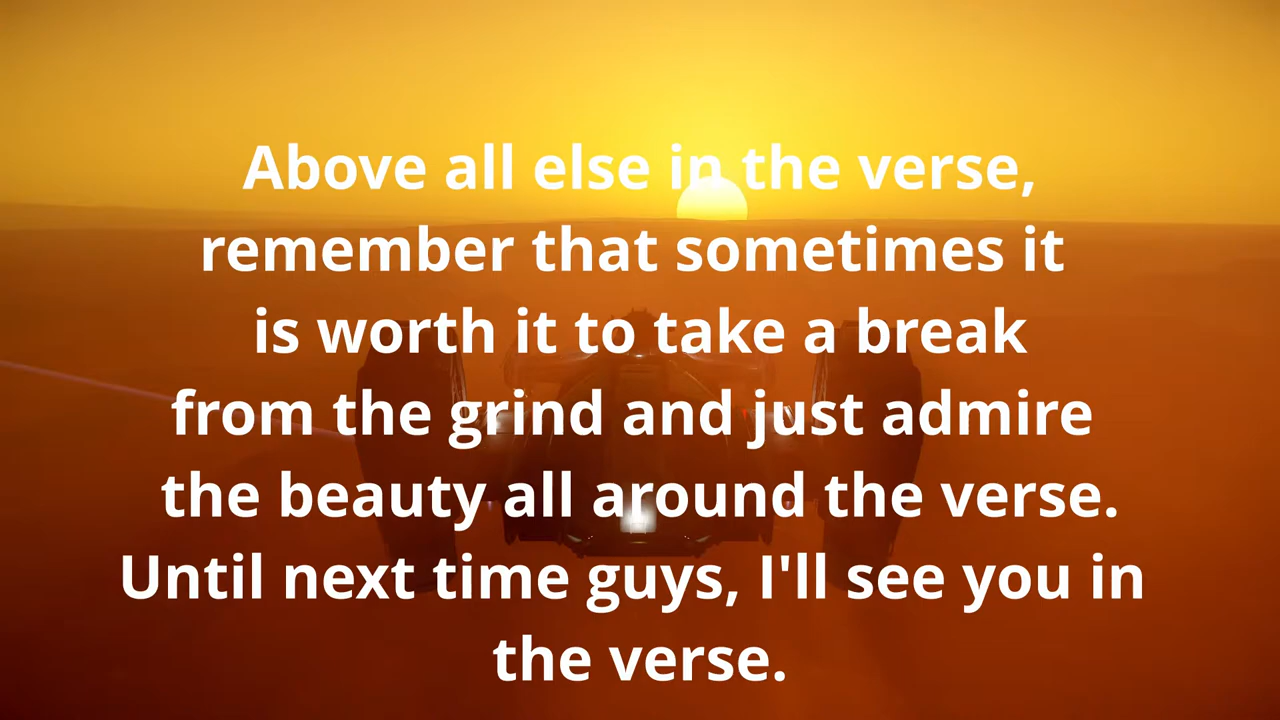 Above all else in the verse,
remember that sometimes it
is worth it to take a break
from the grind and just admire
the beauty all around the verse.
Until next time guys, I'll see you in
the verse.